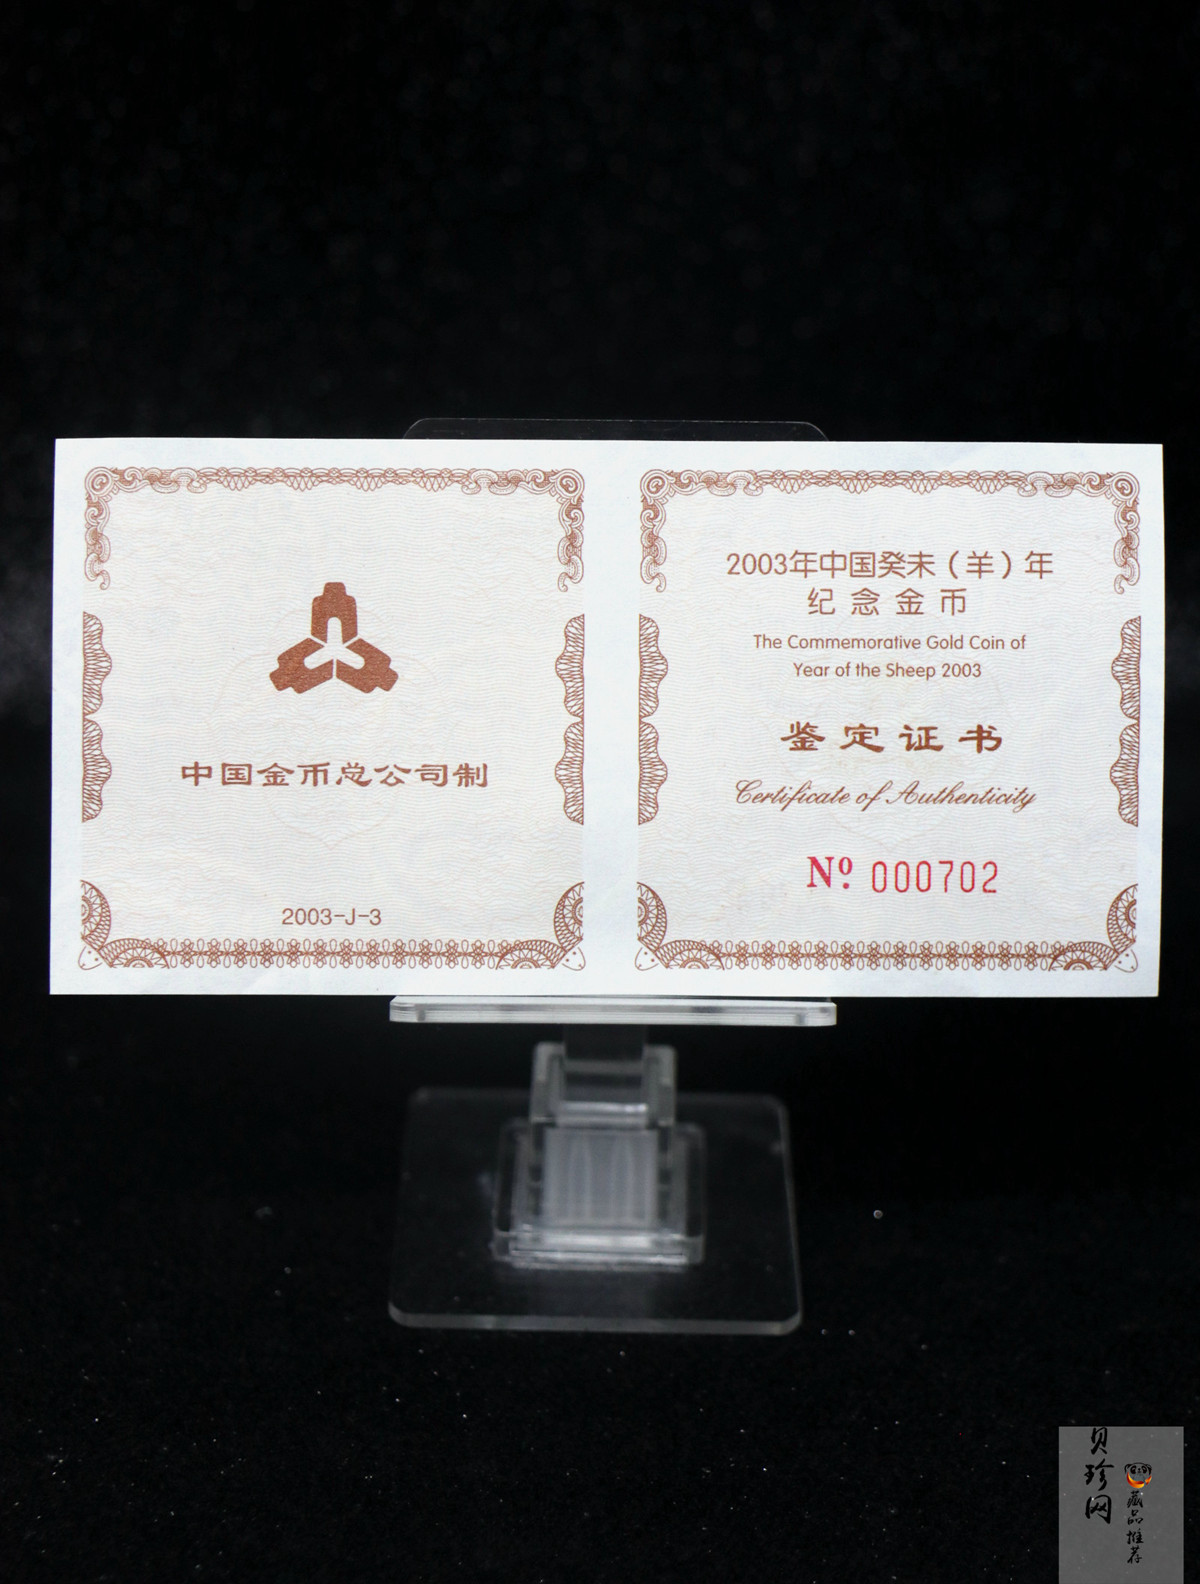 中国金币总公司制
2003-J-3
2003年中国癸未（羊）年
纪念金币
The Commemorative Gold Coin of
Year of the Sheep 2003
鉴定证书
Certificate of Authenticity
Nº 000702
贝珍网
藏品推荐